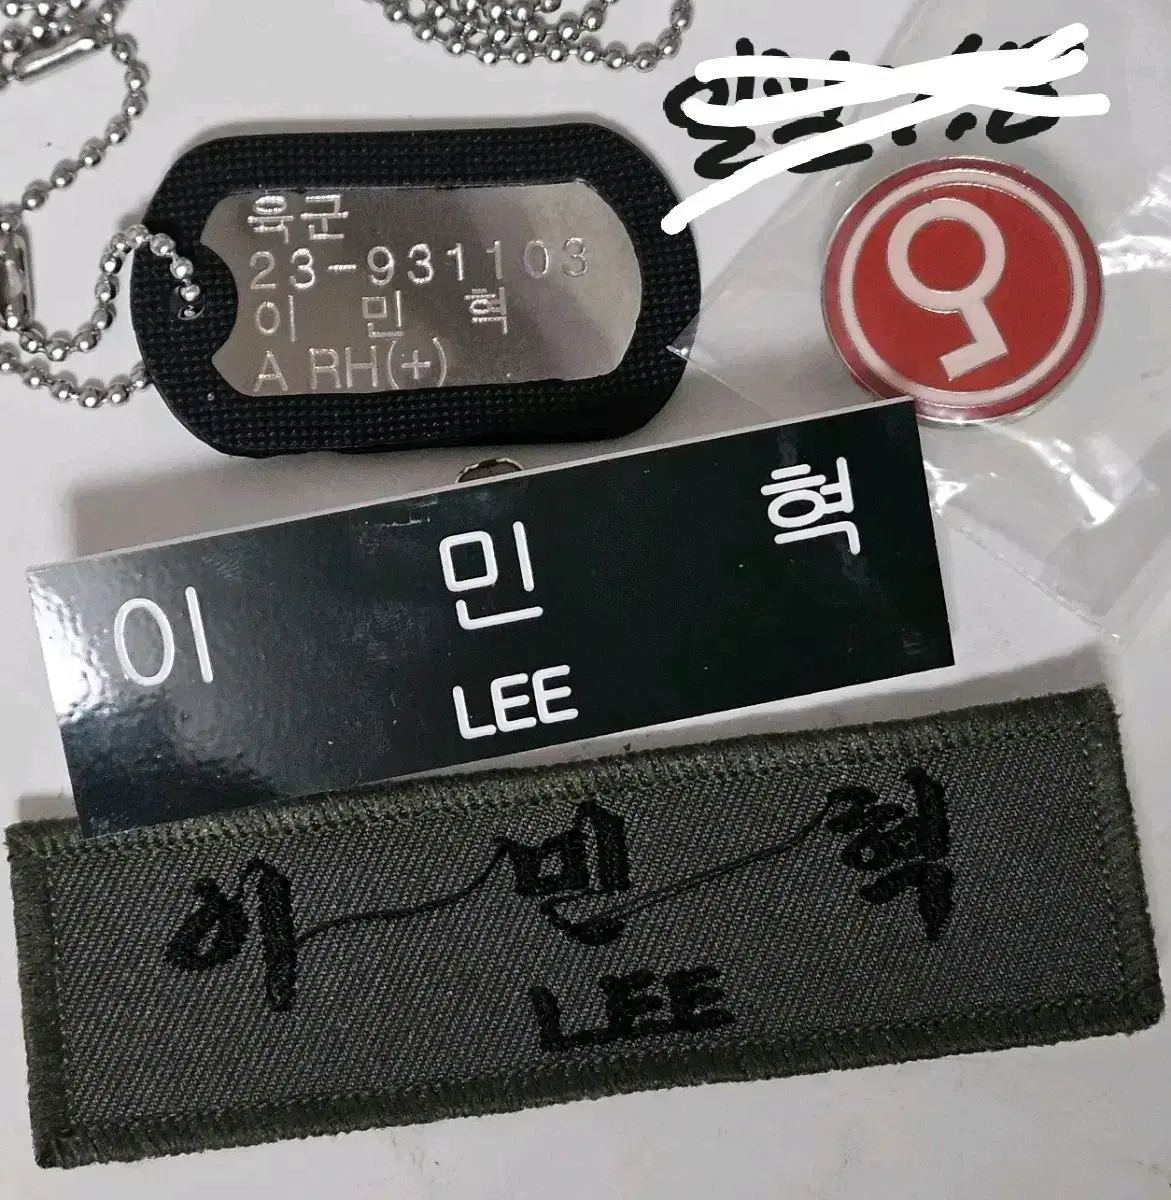 육군
23-931103
이 민 혁
A RH(+)
이 민 혁
LEE
이민혁
LEE